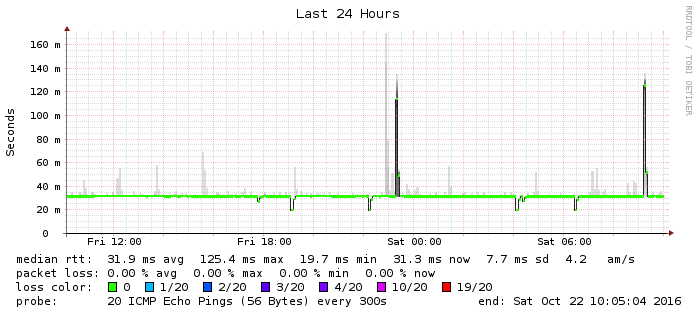 Last 24 Hours
RRDTOOL / TOBI OETIKER
Seconds
160 m
140 m
120 m
100 m
80 m
60 m
40 m
20 m
0
Fri 12:00 Fri 18:00 Sat 00:00 Sat 06:00
median rtt: 31.9 ms avg 125.4 ms max 19.7 ms min 31.3 ms now 7.7 ms sd 4.2 am/s
packet loss: 0.00 % avg 0.00 % max 0.00 % min 0.00 % now
loss color: 0 1/20 2/20 3/20 4/20 10/20 19/20
probe: 20 ICMP Echo Pings (56 Bytes) every 300s end: Sat Oct 22 10:05:04 2016